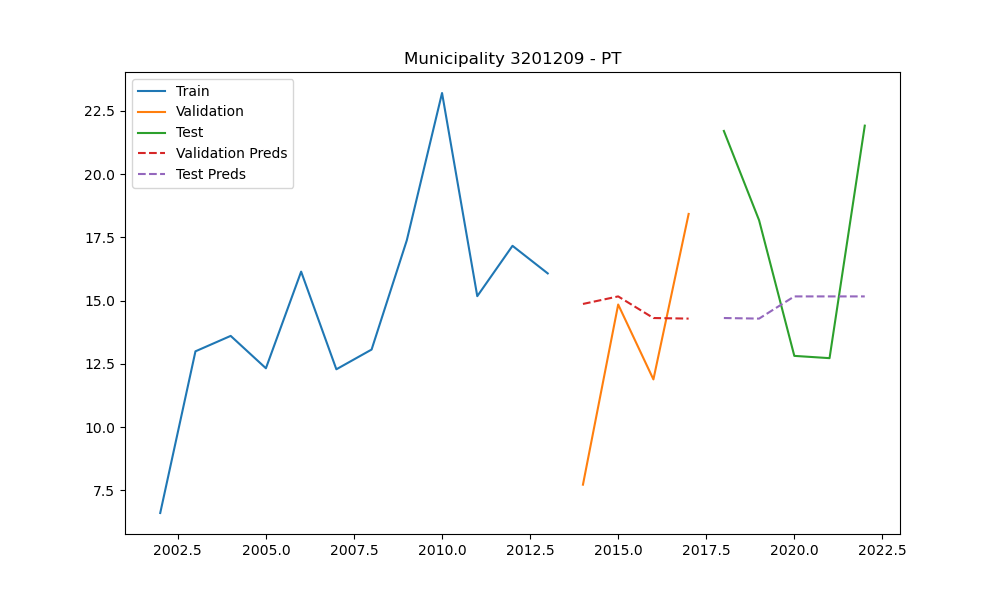 Municipality 3201209 - PT
Train
Validation
Test
Validation Preds
Test Preds
22.5
20.0
17.5
15.0
12.5
10.0
7.5
2002.5 2005.0 2007.5 2010.0 2012.5 2015.0 2017.5 2020.0 2022.5